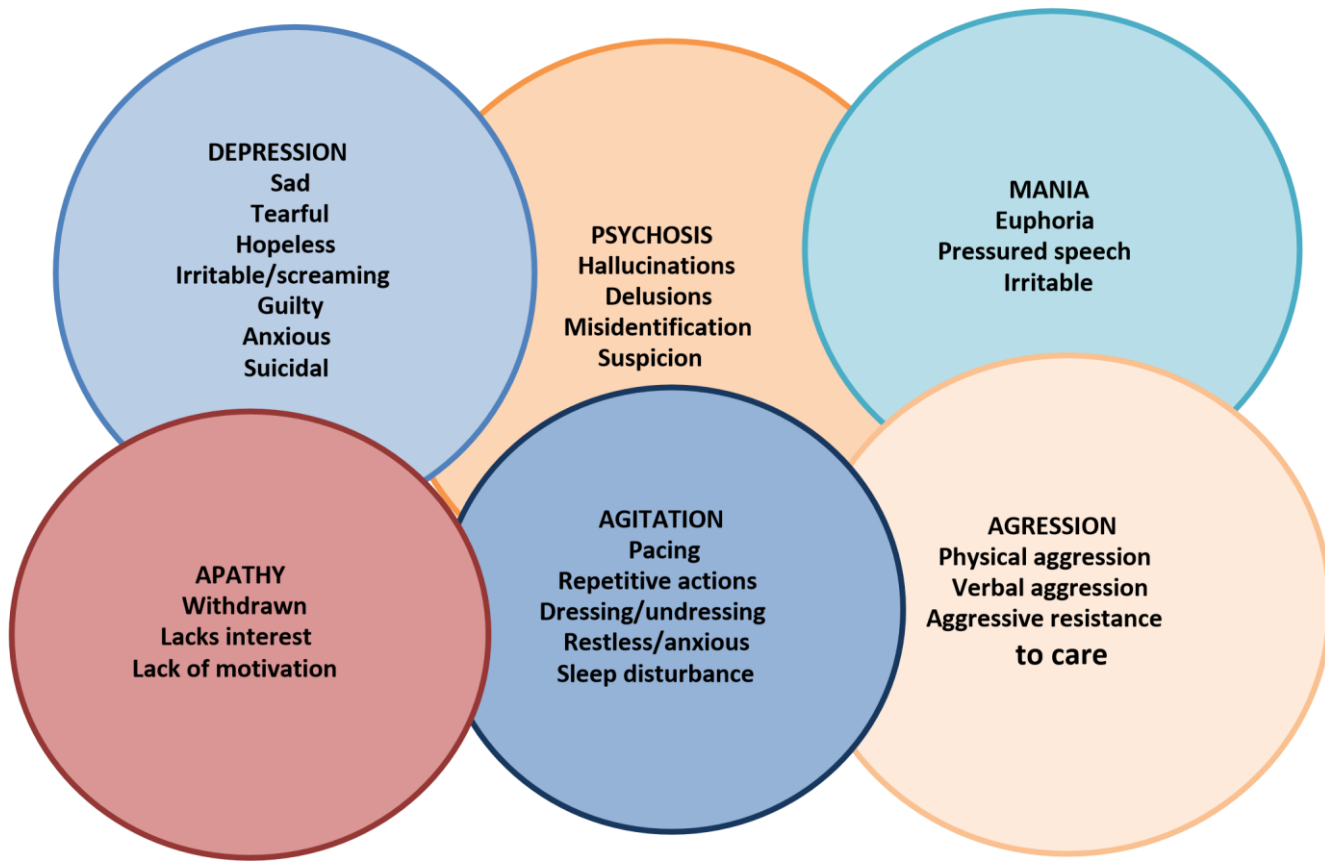 DEPRESSION
Sad
Tearful
Hopeless
Irritable/screaming
Guilty
Anxious
Suicidal
PSYCHOSIS
Hallucinations
Delusions
Misidentification
Suspicion
MANIA
Euphoria
Pressured speech
Irritable
APATHY
Withdrawn
Lacks interest
Lack of motivation
AGITATION
Pacing
Repetitive actions
Dressing/undressing
Restless/anxious
Sleep disturbance
AGRESSION
Physical aggression
Verbal aggression
Aggressive resistance
to care